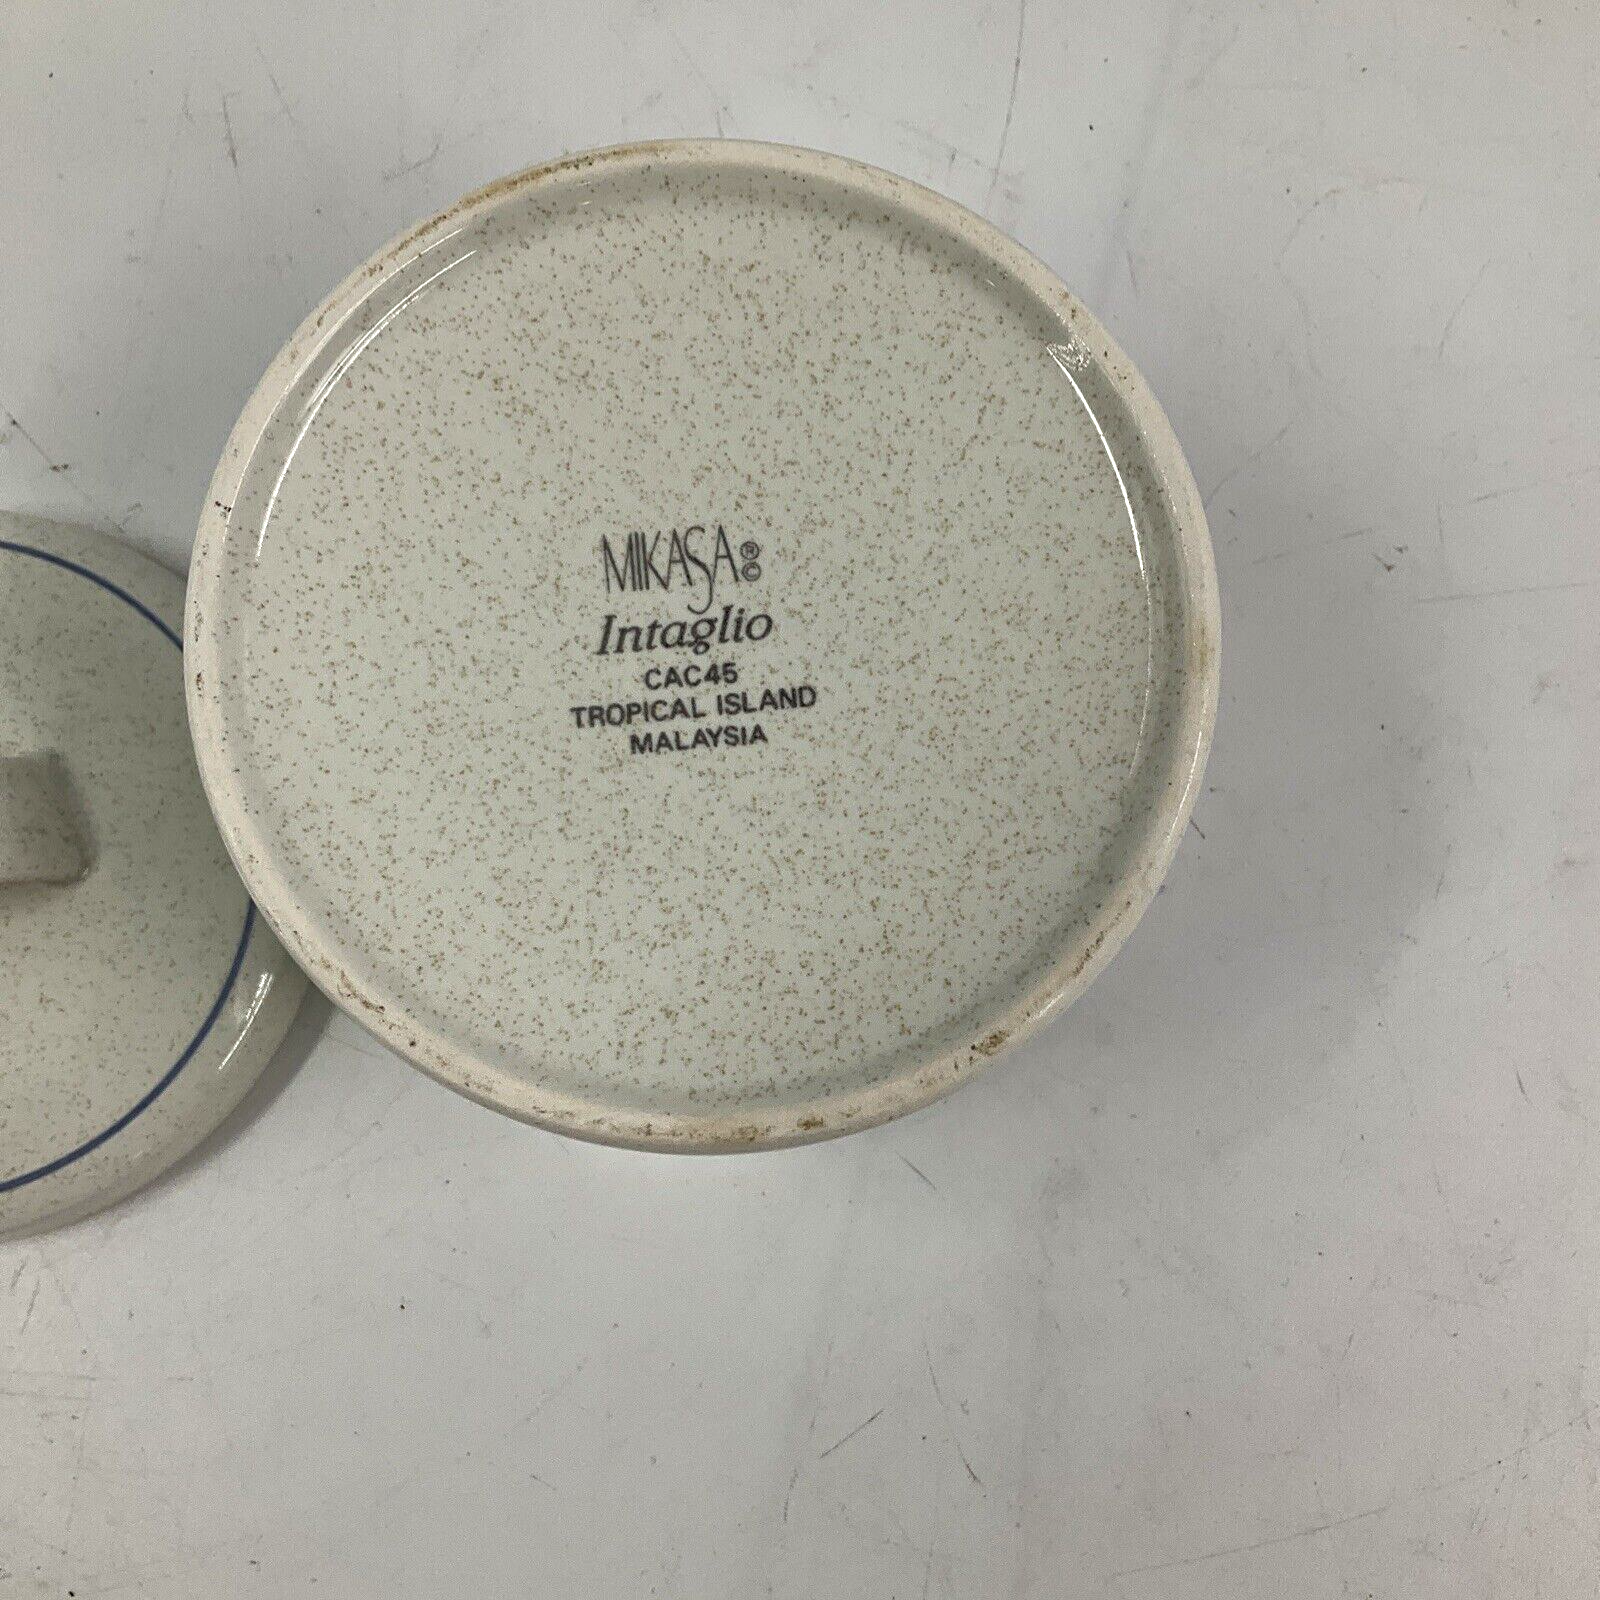 MIKASA®©
Intaglio
CAC45
TROPICAL ISLAND
MALAYSIA